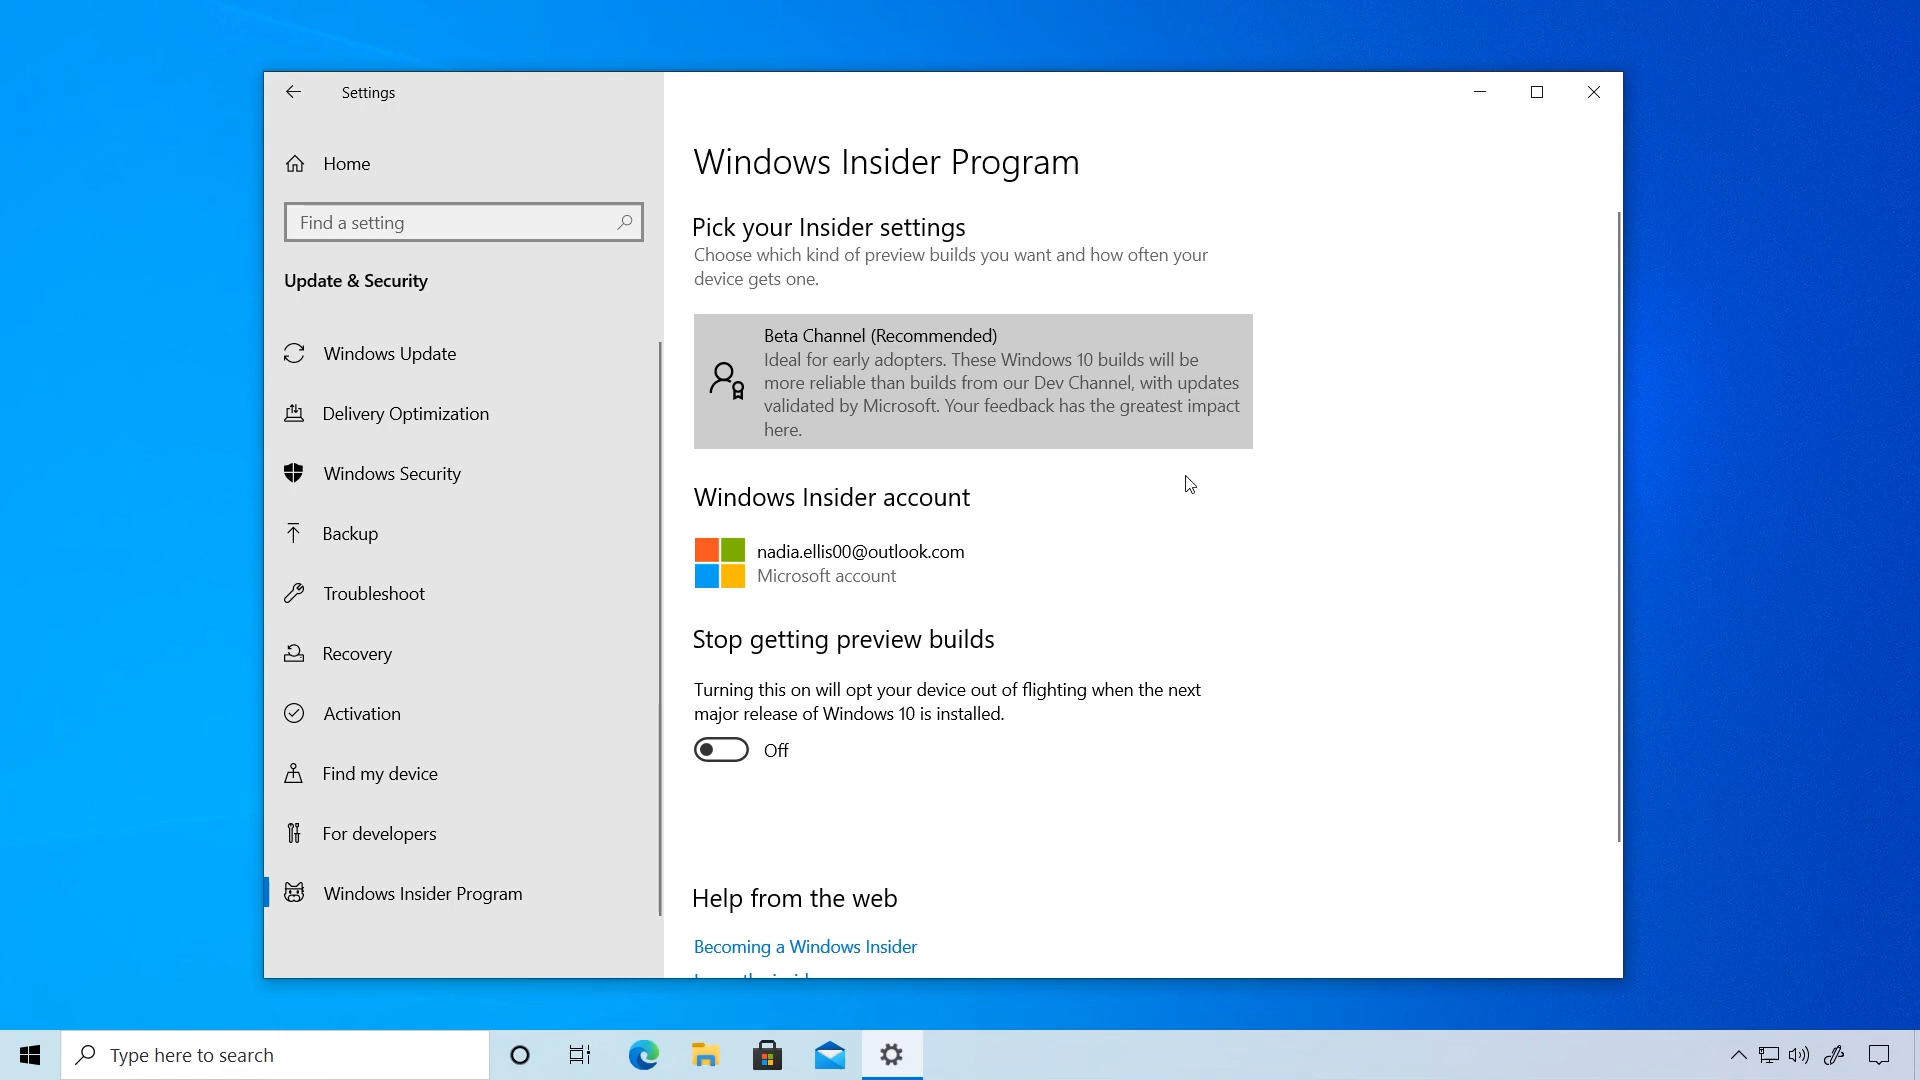 Settings
Home
Find a setting
Update & Security
Windows Update
Delivery Optimization
Windows Security
Backup
Troubleshoot
Recovery
Activation
Find my device
For developers
Windows Insider Program
Windows Insider Program
Pick your Insider settings
Choose which kind of preview builds you want and how often your
device gets one.
Beta Channel (Recommended)
Ideal for early adopters. These Windows 10 builds will be
more reliable than builds from our Dev Channel, with updates
validated by Microsoft. Your feedback has the greatest impact
here.
Windows Insider account
nadia.ellis00@outlook.com
Microsoft account
Stop getting preview builds
Turning this on will opt your device out of flighting when the next
major release of Windows 10 is installed.
Off
Help from the web
Becoming a Windows Insider
Type here to search